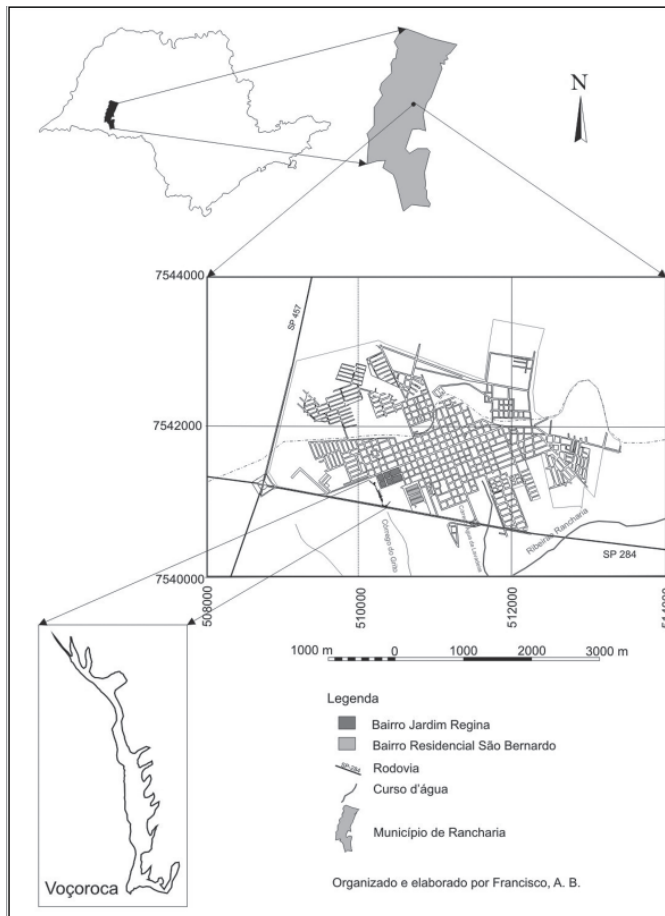 N
7544000
SP 457
7542000
Córrego do Grito
Ribeirão Rancharia
SP 284
7540000
508000
510000
512000
1000 m 0 1000 2000 3000 m
Legenda
Bairro Jardim Regina
Bairro Residencial São Bernardo
SP-284 Rodovia
Curso d'água
Município de Rancharia
Voçoroca
Organizado e elaborado por Francisco, A. B.